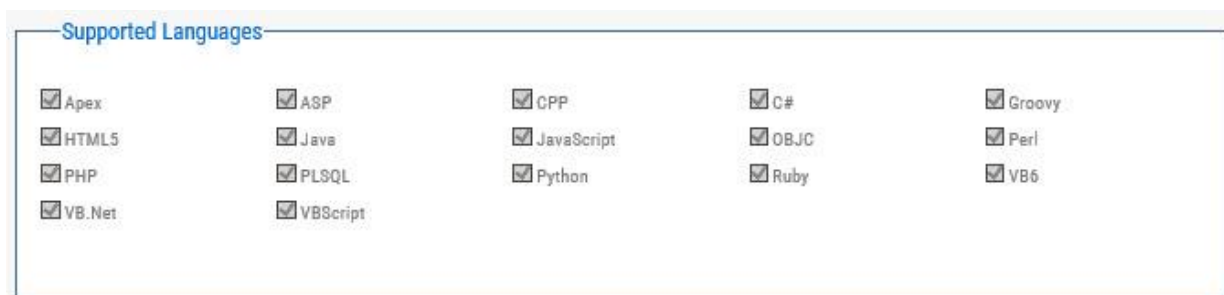 Supported Languages
Apex ASP CPP C# Groovy
HTML5 Java JavaScript OBJC Perl
PHP PLSQL Python Ruby VB6
VB.Net VBScript